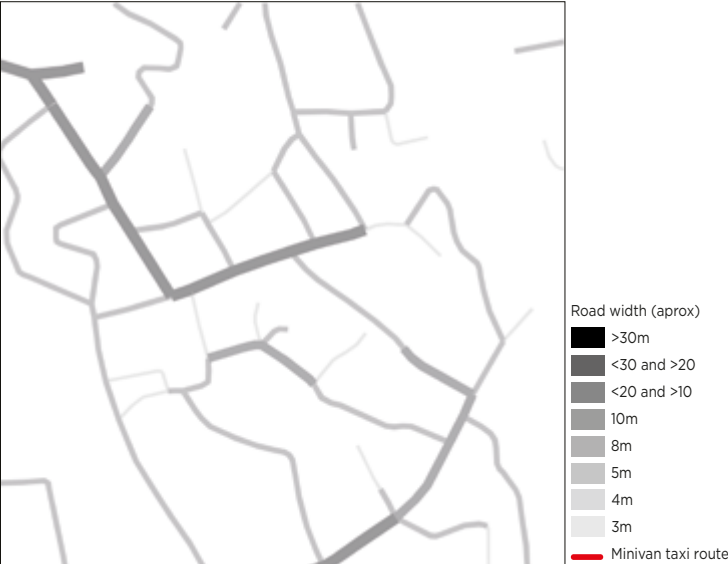 Road width (aprox)
>30m
<30 and >20
<20 and >10
10m
8m
5m
4m
3m
Minivan taxi route